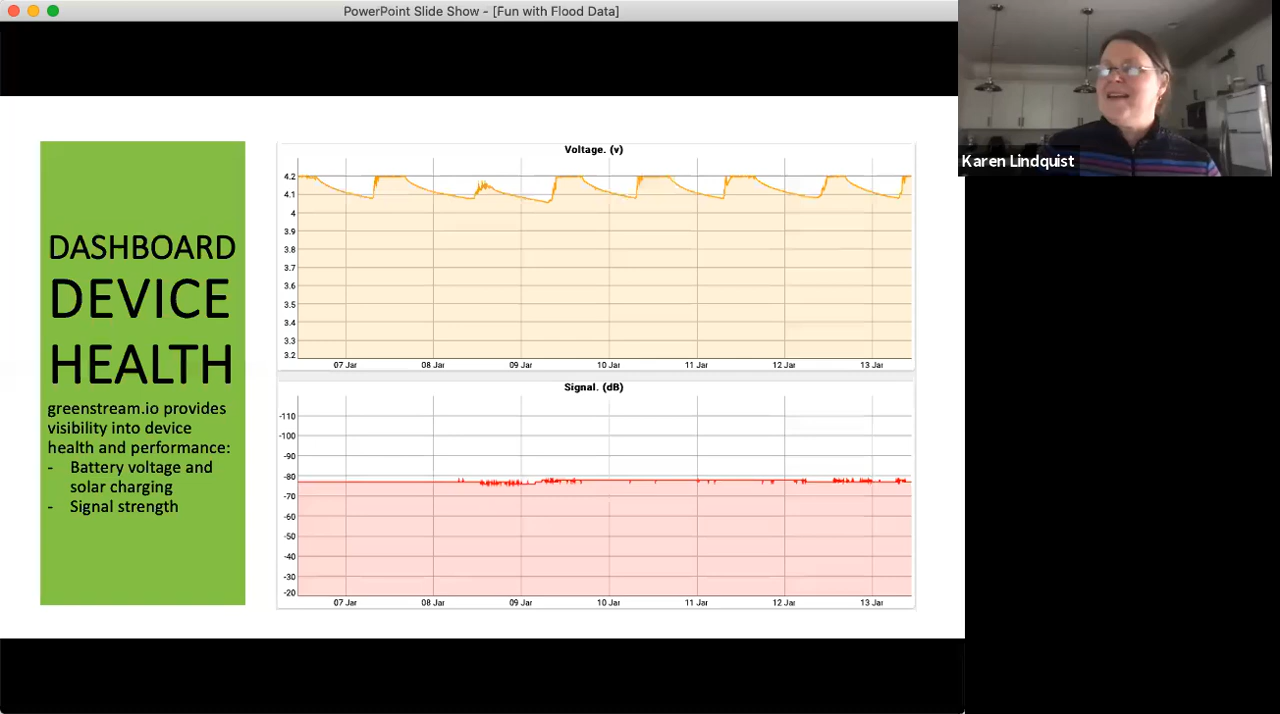 PowerPoint Slide Show - [Fun with Flood Data]
Karen Lindquist
DASHBOARD
DEVICE
HEALTH
greenstream.io provides
visibility into device
health and performance:
- Battery voltage and
solar charging
- Signal strength
Voltage. (v)
4.2
4.1
4
3.9
3.8
3.7
3.6
3.5
3.4
3.3
3.2
07 Jan
08 Jan
09 Jan
10 Jan
11 Jan
12 Jan
13 Jan
Signal. (dB)
-110
-100
-90
-80
-70
-60
-50
-40
-30
-20
07 Jan
08 Jan
09 Jan
10 Jan
11 Jan
12 Jan
13 Jan